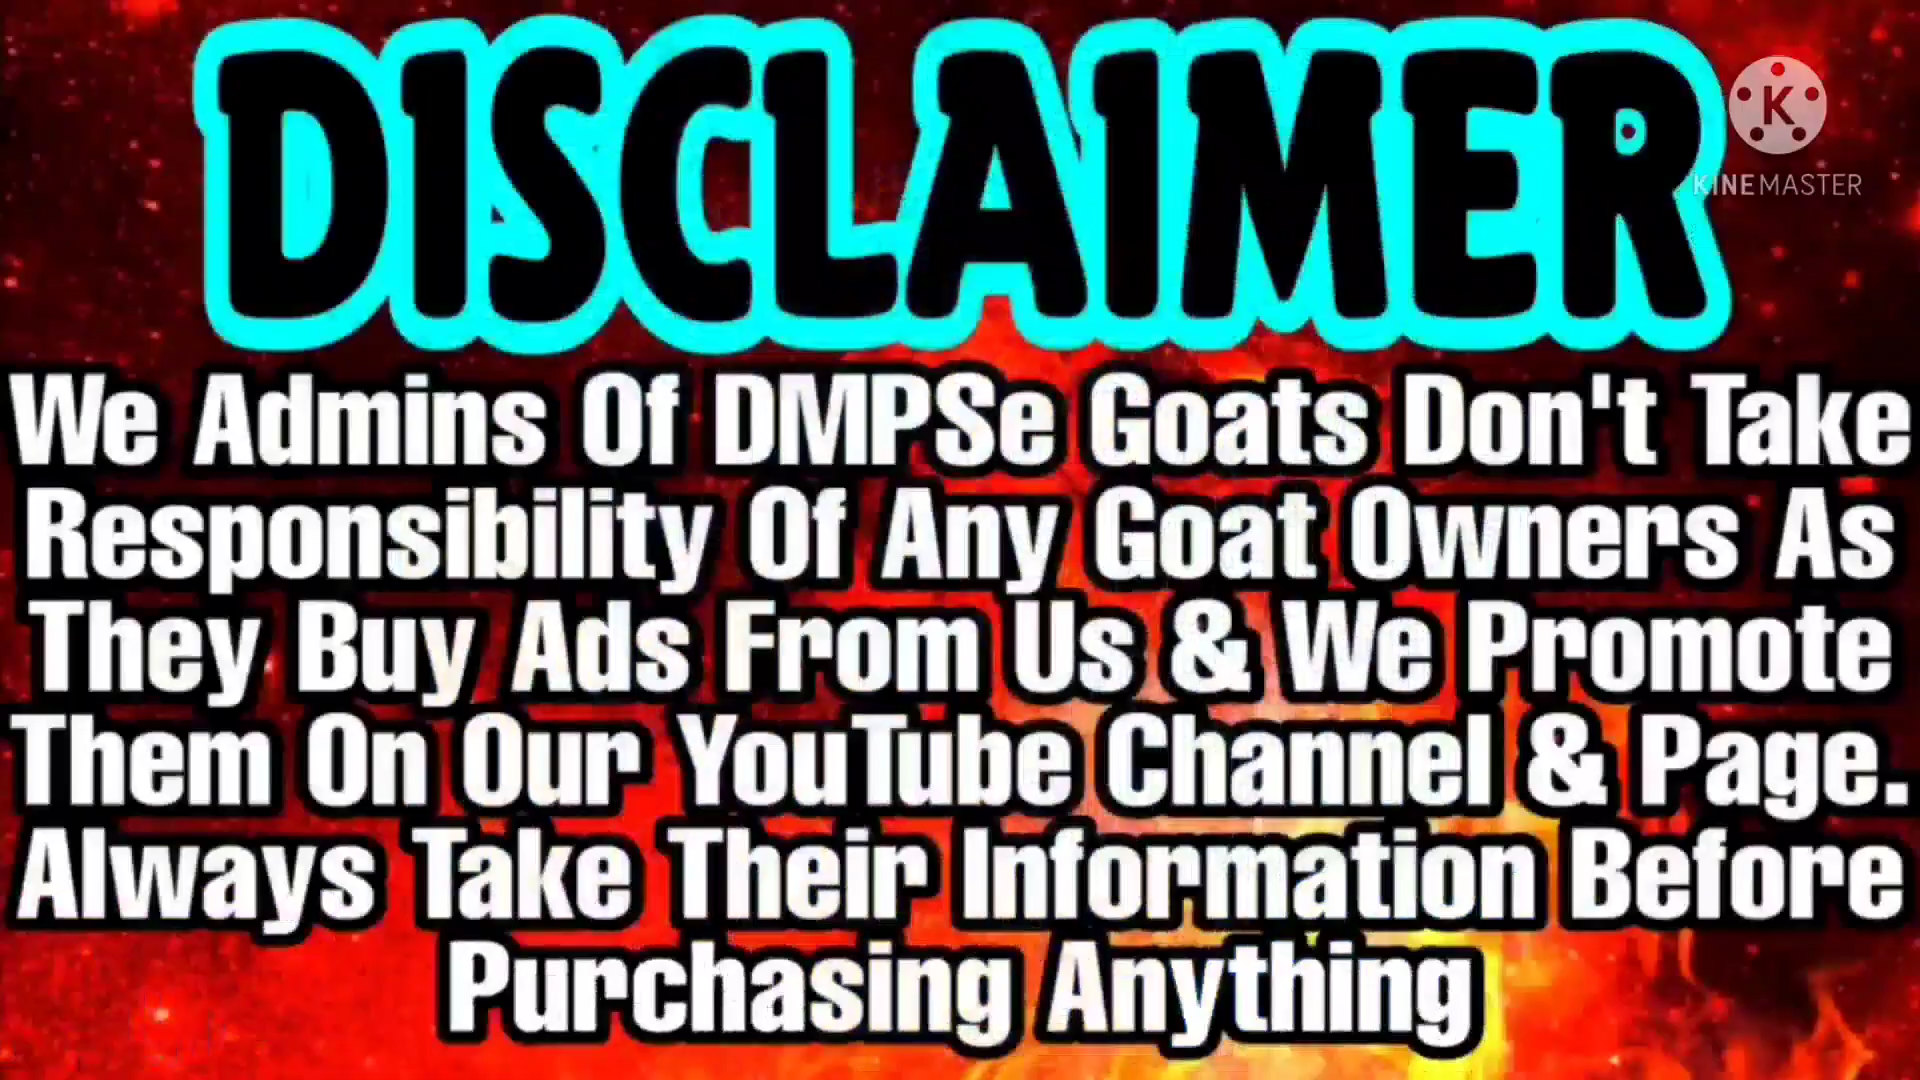 DISCLAIMER
K
KINEMASTER
We Admins Of DMPSe Goats Don't Take
Responsibility Of Any Goat Owners As
They Buy Ads From Us & We Promote
Them On Our YouTube Channel & Page.
Always Take Their Information Before
Purchasing Anything